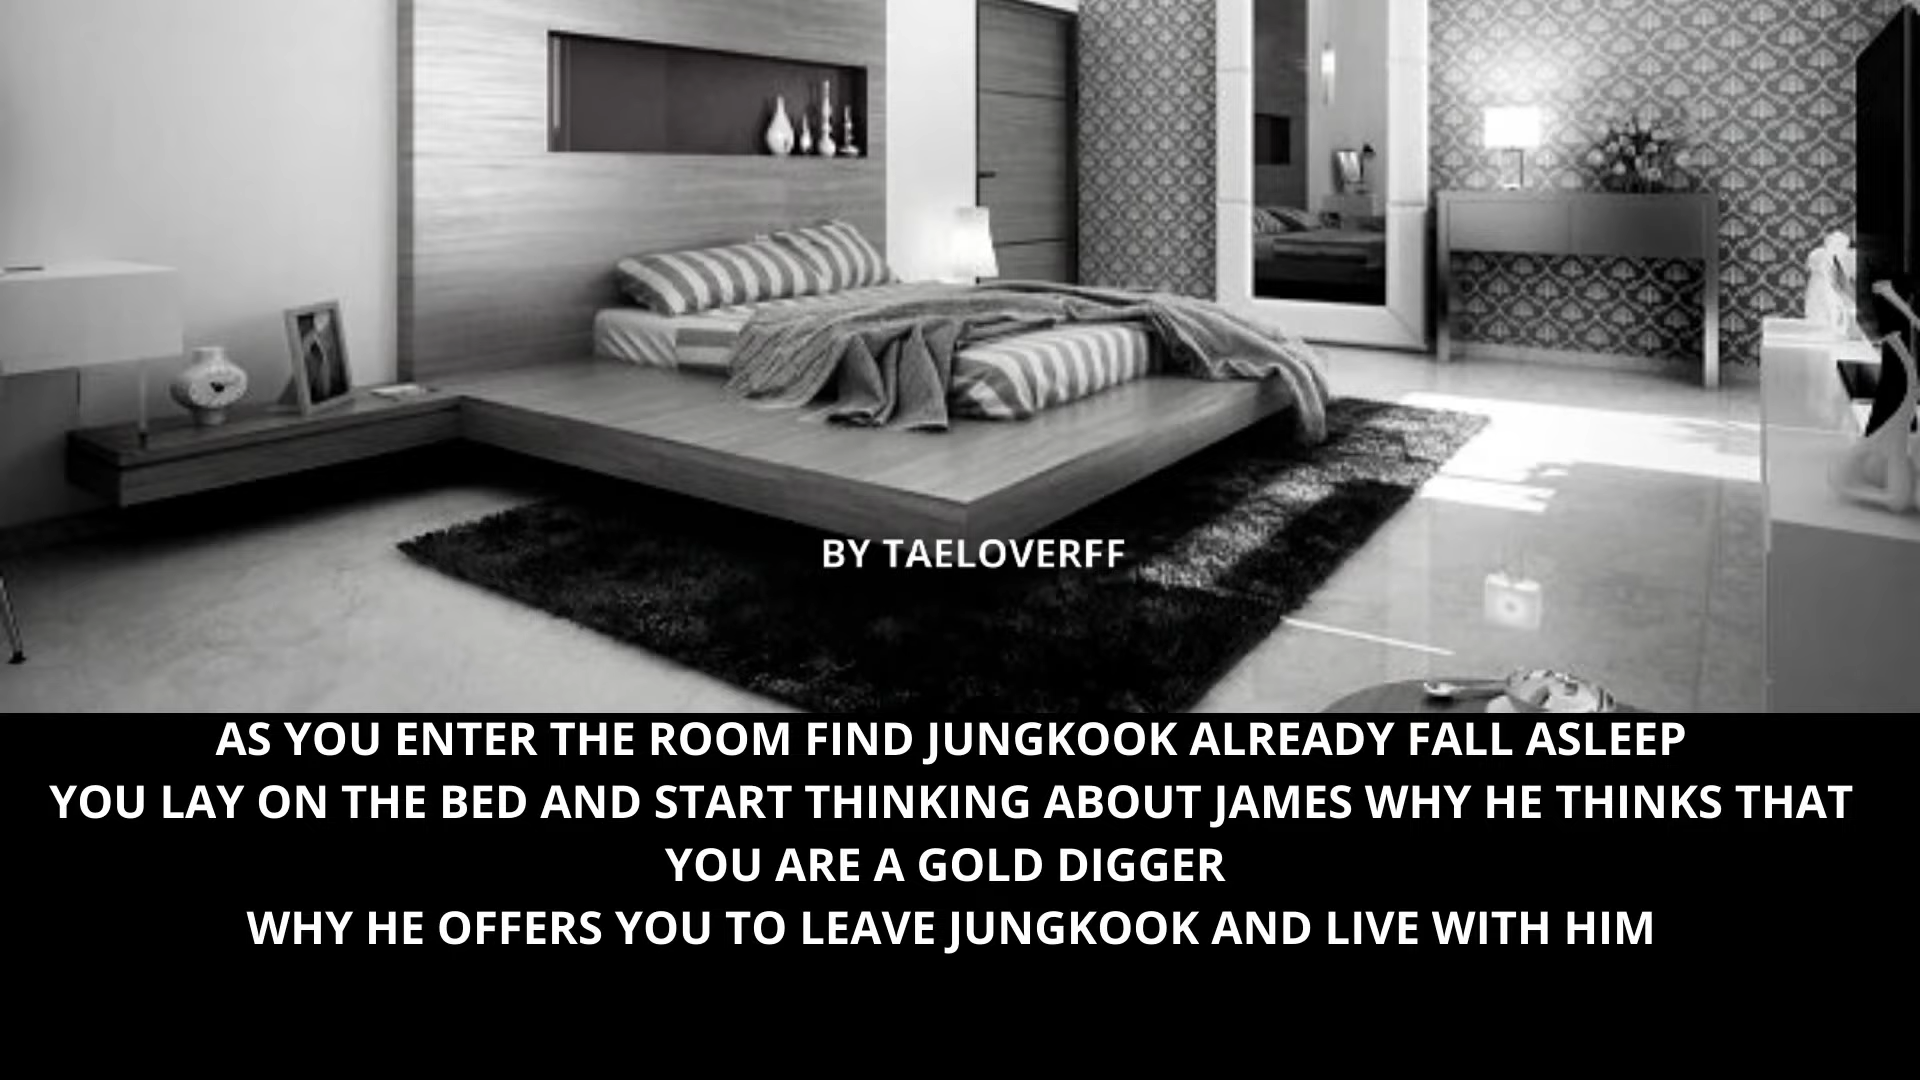 BY TAELOVERFF
AS YOU ENTER THE ROOM FIND JUNGKOOK ALREADY FALL ASLEEP
YOU LAY ON THE BED AND START THINKING ABOUT JAMES WHY HE THINKS THAT
YOU ARE A GOLD DIGGER
WHY HE OFFERS YOU TO LEAVE JUNGKOOK AND LIVE WITH HIM